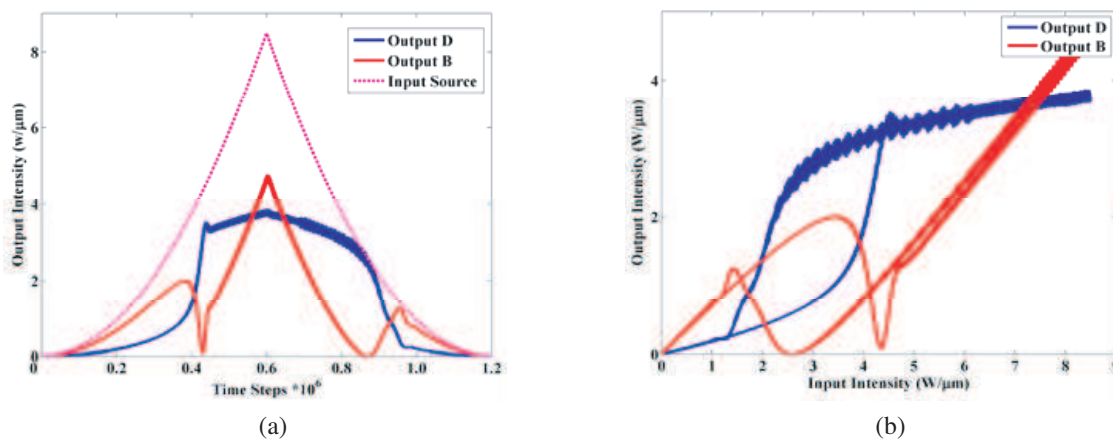 Output D
Output B
Input Source
8
6
4
2
0
Output Intensity (w/μm)
0 0.2 0.4 0.6 0.8 1.0 1.2
Time Steps *10⁶
(a)
Output D
Output B
4
2
0
Output Intensity (W/μm)
0 1 2 3 4 5 6 7 8 9
Input Intensity (W/μm)
(b)